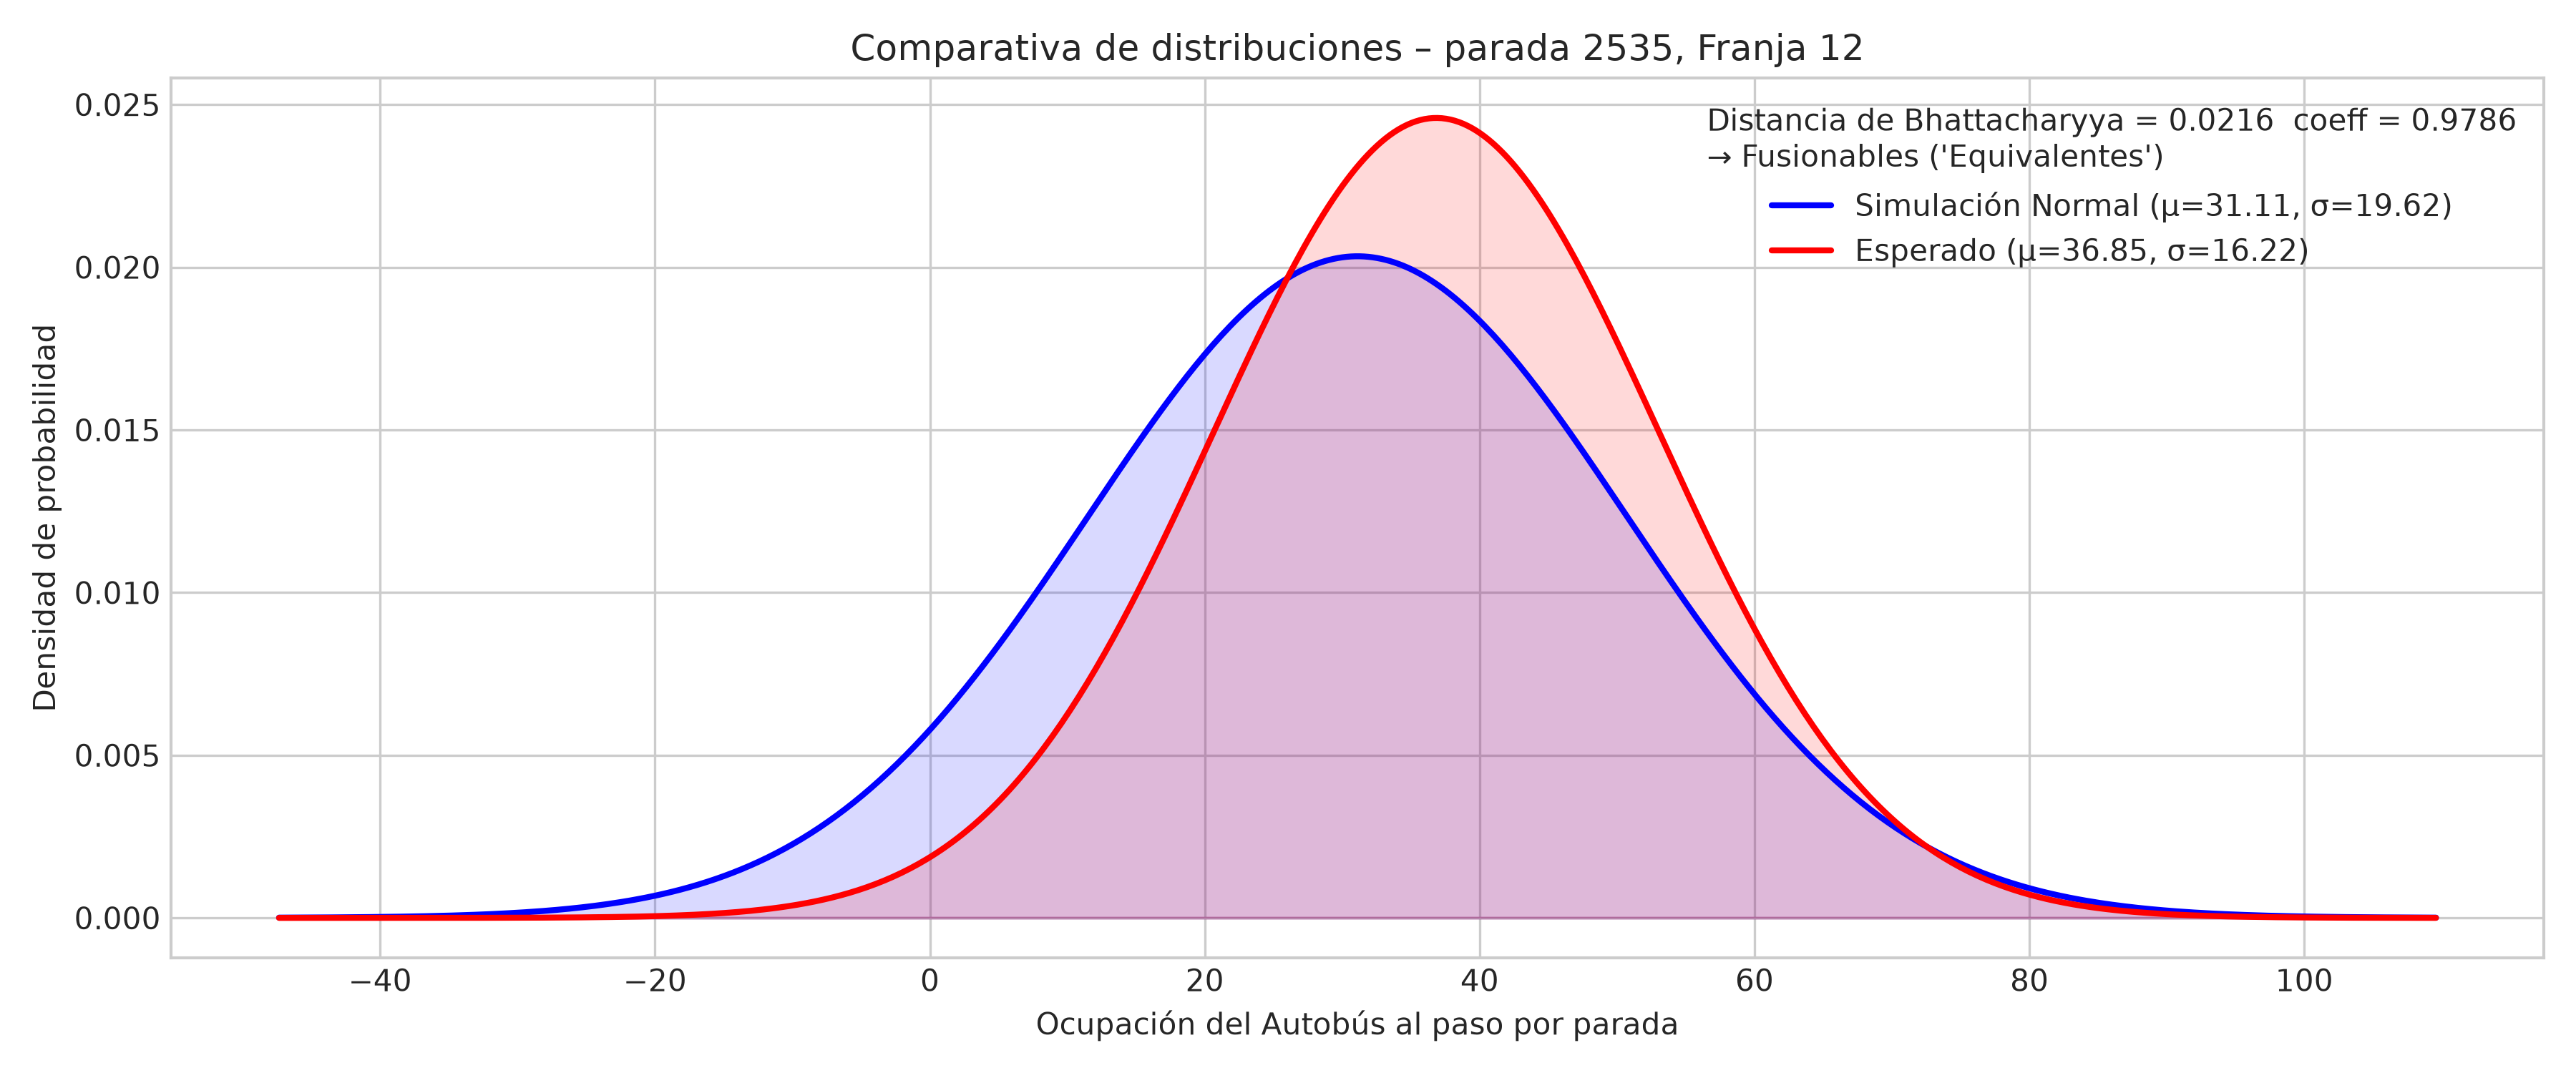 Comparativa de distribuciones – parada 2535, Franja 12
Densidad de probabilidad
0.025
0.020
0.015
0.010
0.005
0.000
Distancia de Bhattacharyya = 0.0216  coeff = 0.9786
→ Fusionables ('Equivalentes')
Simulación Normal (μ=31.11, σ=19.62)
Esperado (μ=36.85, σ=16.22)
−40 −20 0 20 40 60 80 100
Ocupación del Autobús al paso por parada